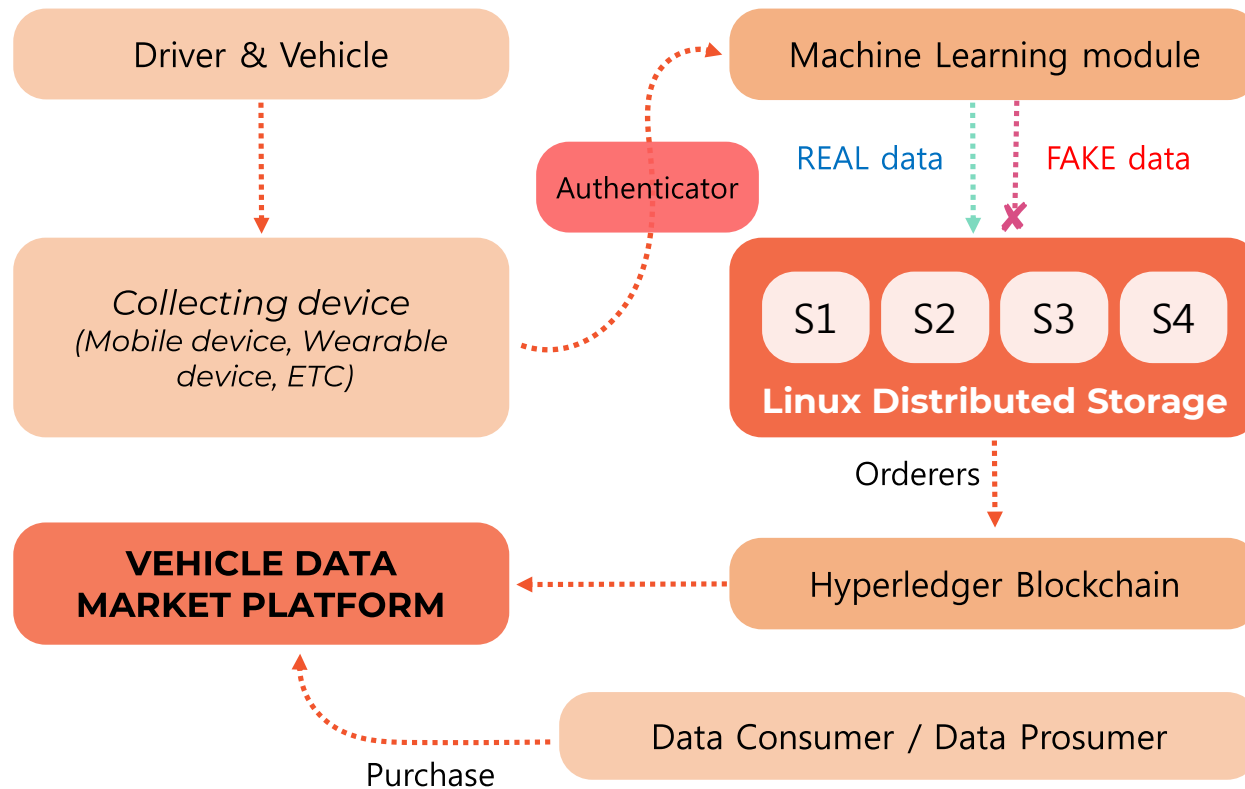 Driver & Vehicle
Machine Learning module
REAL data
FAKE data
Authenticator
Collecting device
(Mobile device, Wearable
device, ETC)
S1 S2 S3 S4
Linux Distributed Storage
Orderers
VEHICLE DATA
MARKET PLATFORM
Hyperledger Blockchain
Data Consumer / Data Prosumer
Purchase